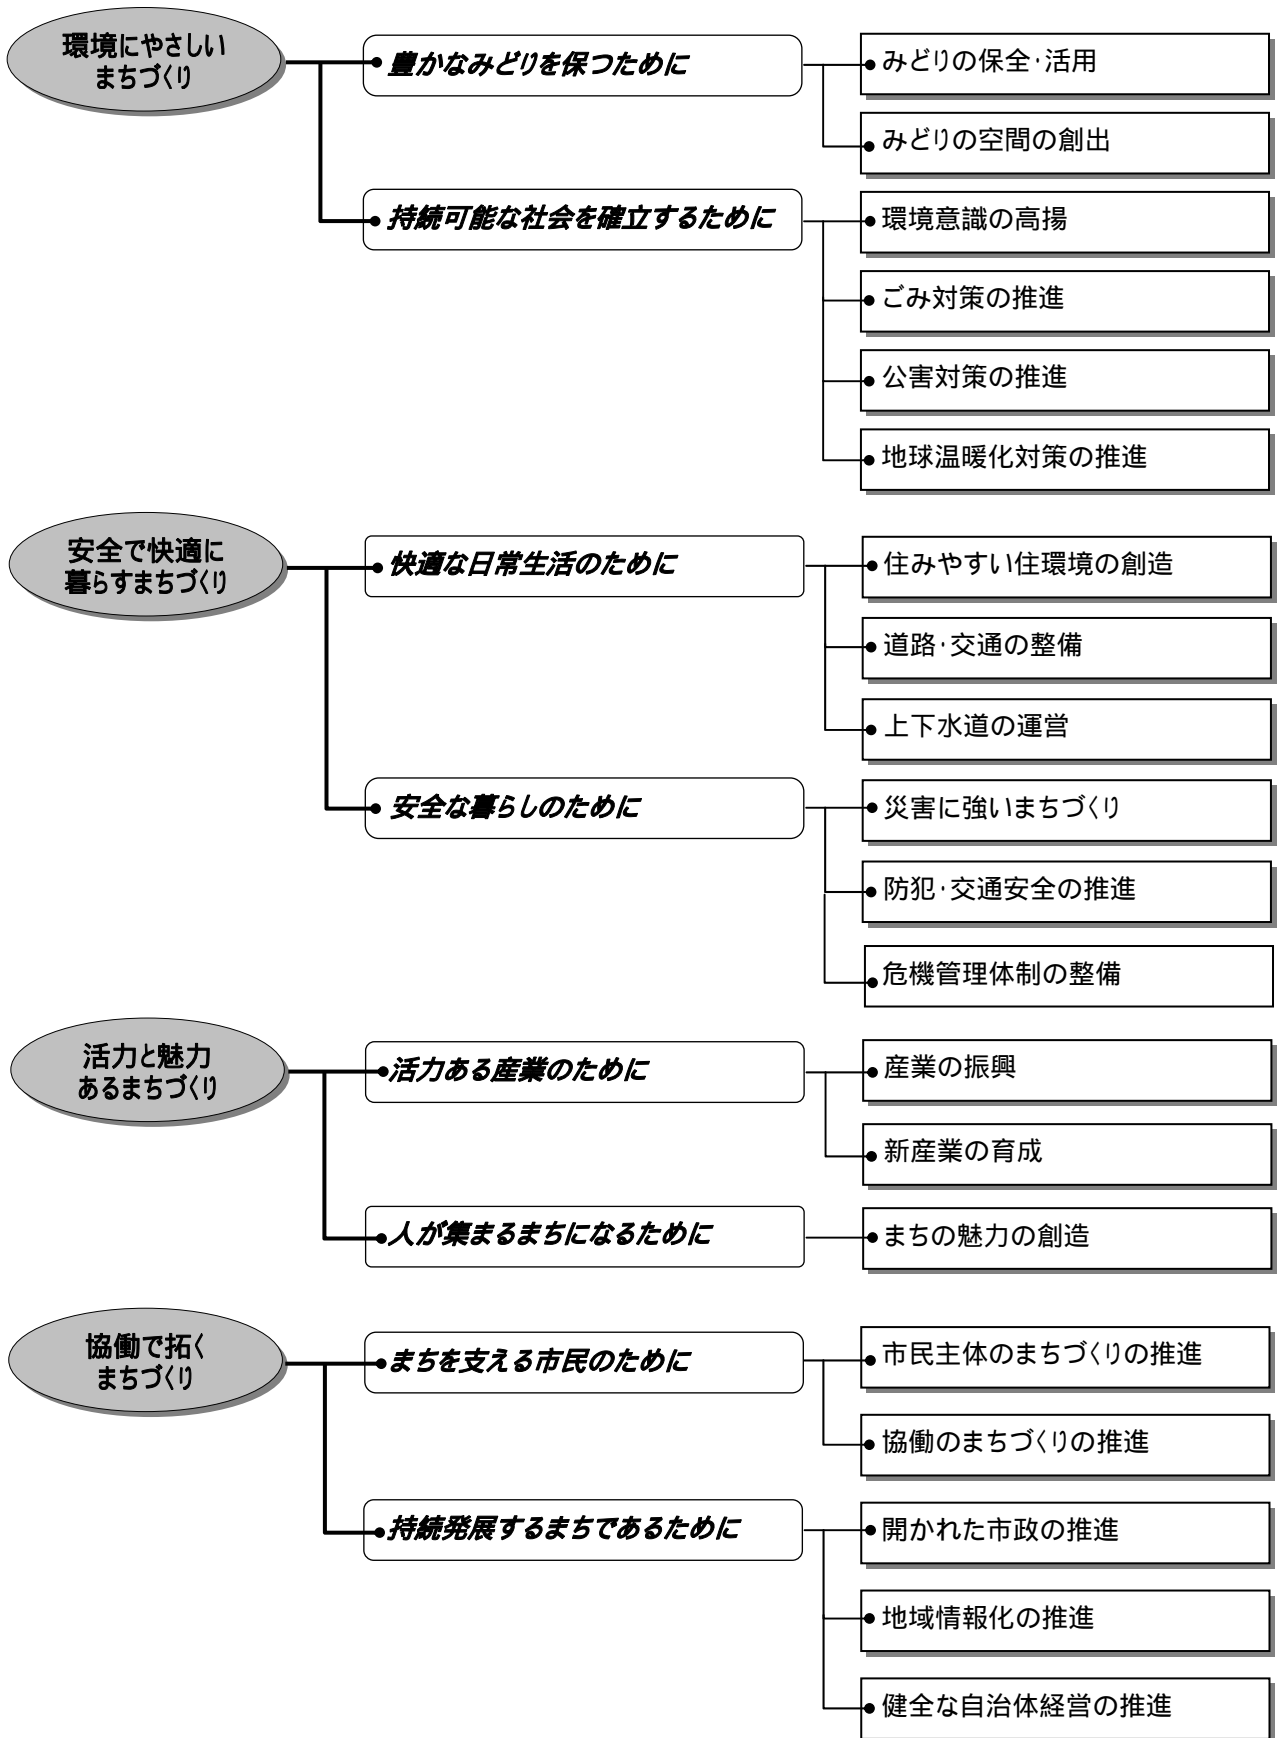 環境にやさしい
まちづくり
豊かなみどりを保つために
みどりの保全・活用
みどりの空間の創出
持続可能な社会を確立するために
環境意識の高揚
ごみ対策の推進
公害対策の推進
地球温暖化対策の推進
安全で快適に
暮らすまちづくり
快適な日常生活のために
住みやすい住環境の創造
道路・交通の整備
上下水道の運営
安全な暮らしのために
災害に強いまちづくり
防犯・交通安全の推進
危機管理体制の整備
活力と魅力
あるまちづくり
活力ある産業のために
産業の振興
新産業の育成
人が集まるまちになるために
まちの魅力の創造
協働で拓く
まちづくり
まちを支える市民のために
市民主体のまちづくりの推進
協働のまちづくりの推進
持続発展するまちであるために
開かれた市政の推進
地域情報化の推進
健全な自治体経営の推進